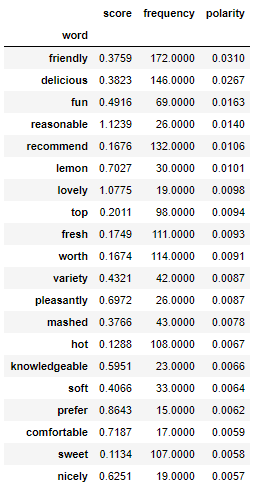 score frequency polarity
word
friendly 0.3759 172.0000 0.0310
delicious 0.3823 146.0000 0.0267
fun 0.4916 69.0000 0.0163
reasonable 1.1239 26.0000 0.0140
recommend 0.1676 132.0000 0.0106
lemon 0.7027 30.0000 0.0101
lovely 1.0775 19.0000 0.0098
top 0.2011 98.0000 0.0094
fresh 0.1749 111.0000 0.0093
worth 0.1674 114.0000 0.0091
variety 0.4321 42.0000 0.0087
pleasantly 0.6972 26.0000 0.0087
mashed 0.3766 43.0000 0.0078
hot 0.1288 108.0000 0.0067
knowledgeable 0.5951 23.0000 0.0066
soft 0.4066 33.0000 0.0064
prefer 0.8643 15.0000 0.0062
comfortable 0.7187 17.0000 0.0059
sweet 0.1134 107.0000 0.0058
nicely 0.6251 19.0000 0.0057